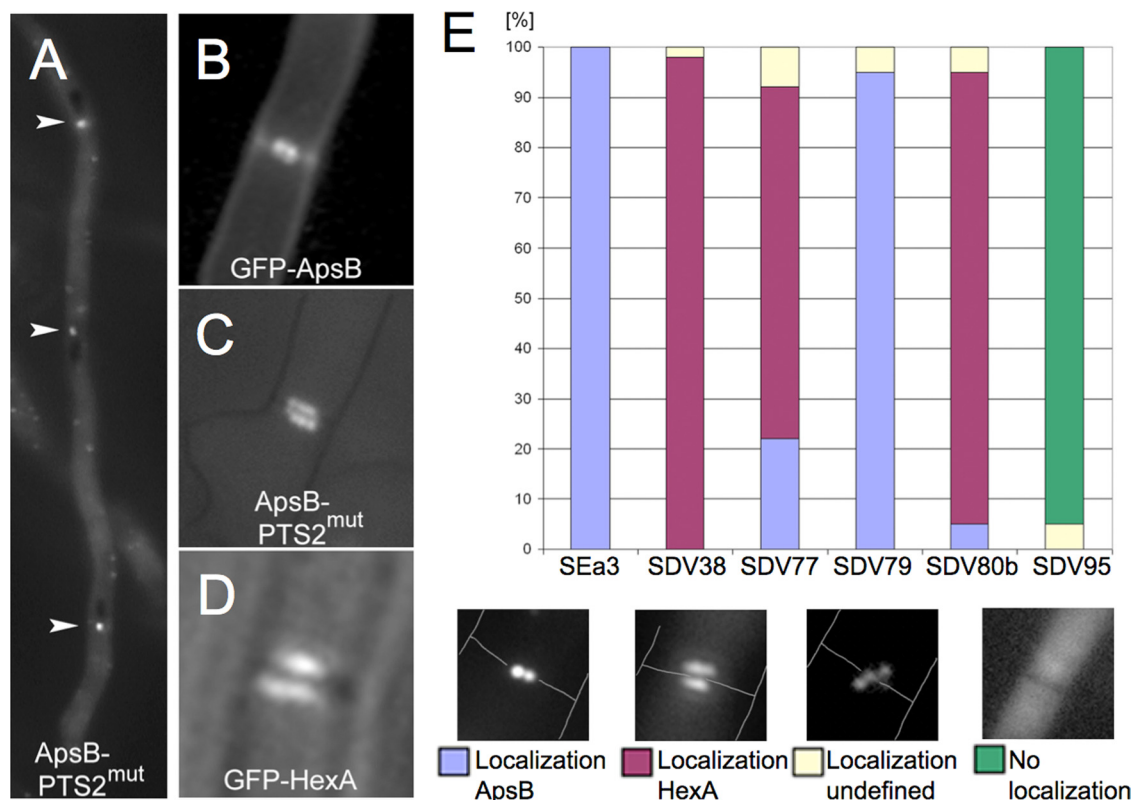 A
ApsB-
PTS2mut
B
GFP-ApsB
C
ApsB-
PTS2mut
D
GFP-HexA
E
[%]
100
90
80
70
60
50
40
30
20
10
0
SEa3 SDV38 SDV77 SDV79 SDV80b SDV95
Localization
ApsB
Localization
HexA
Localization
undefined
No
localization